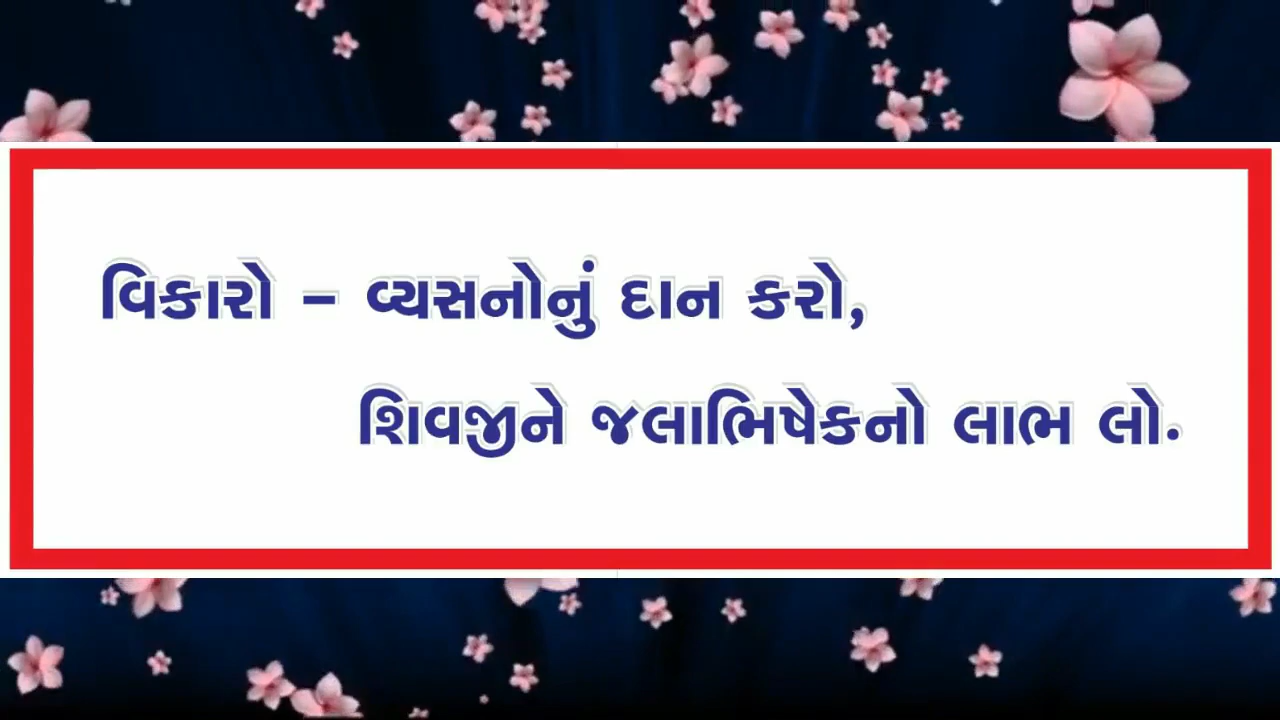 વિકારો – વ્યસનોનું દાન કરો,
શિવજીને જલાભિષેકનો લાભ લો.